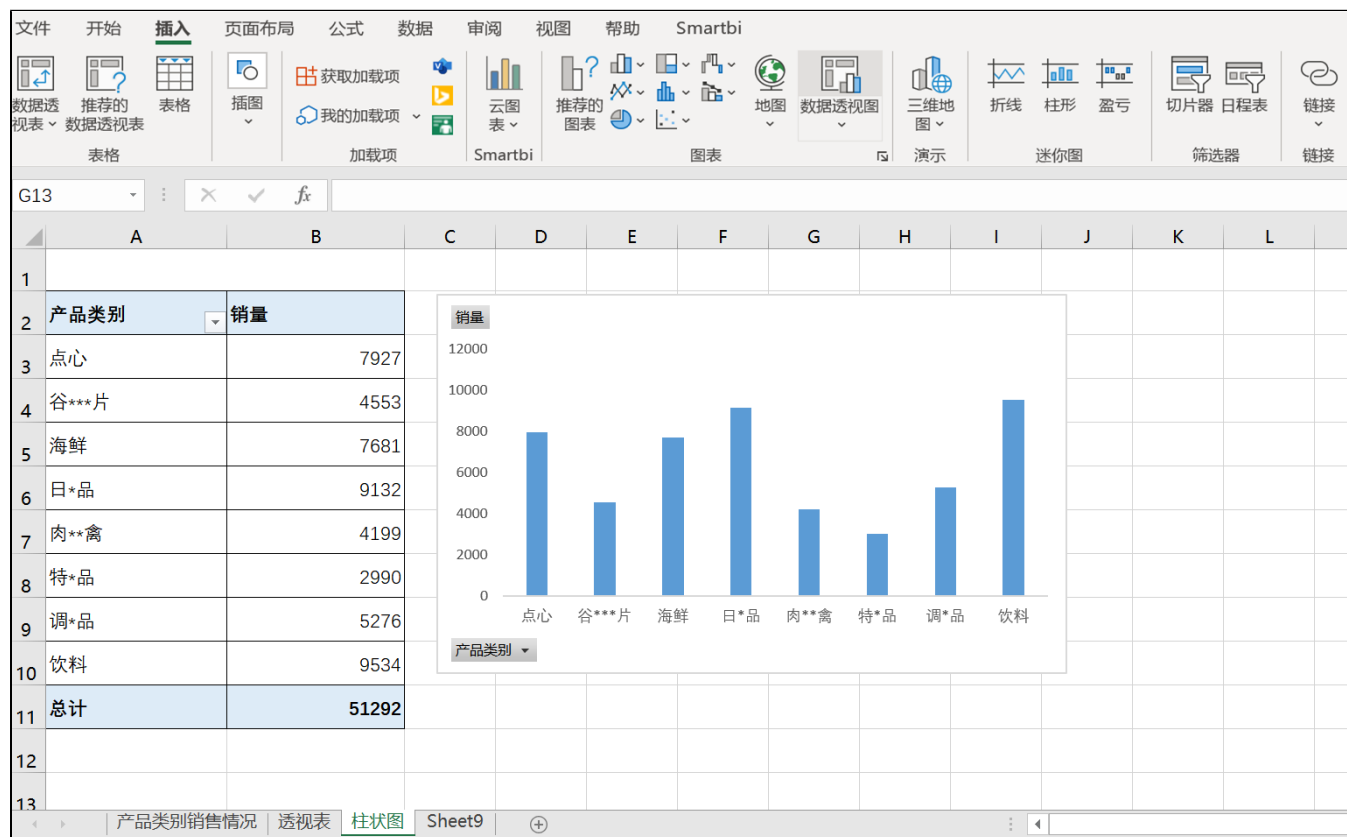 文件 开始 插入 页面布局 公式 数据 审阅 视图 帮助 Smartbi
数据透视表 推荐的数据透视表 表格 插图 获取加载项 我的加载项 云图表 推荐的图表 地图 数据透视图 三维地图 折线 柱形 盈亏 切片器 日程表 链接
表格 加载项 Smartbi 图表 演示 迷你图 筛选器 链接
G13 fx
A B C D E F G H I J K L
1
2 产品类别 销量
3 点心 7927
4 谷***片 4553
5 海鲜 7681
6 日*品 9132
7 肉**禽 4199
8 特*品 2990
9 调*品 5276
10 饮料 9534
11 总计 51292
12
13
销量
12000
10000
8000
6000
4000
2000
0
点心 谷***片 海鲜 日*品 肉**禽 特*品 调*品 饮料
产品类别
产品类别销售情况 透视表 柱状图 Sheet9